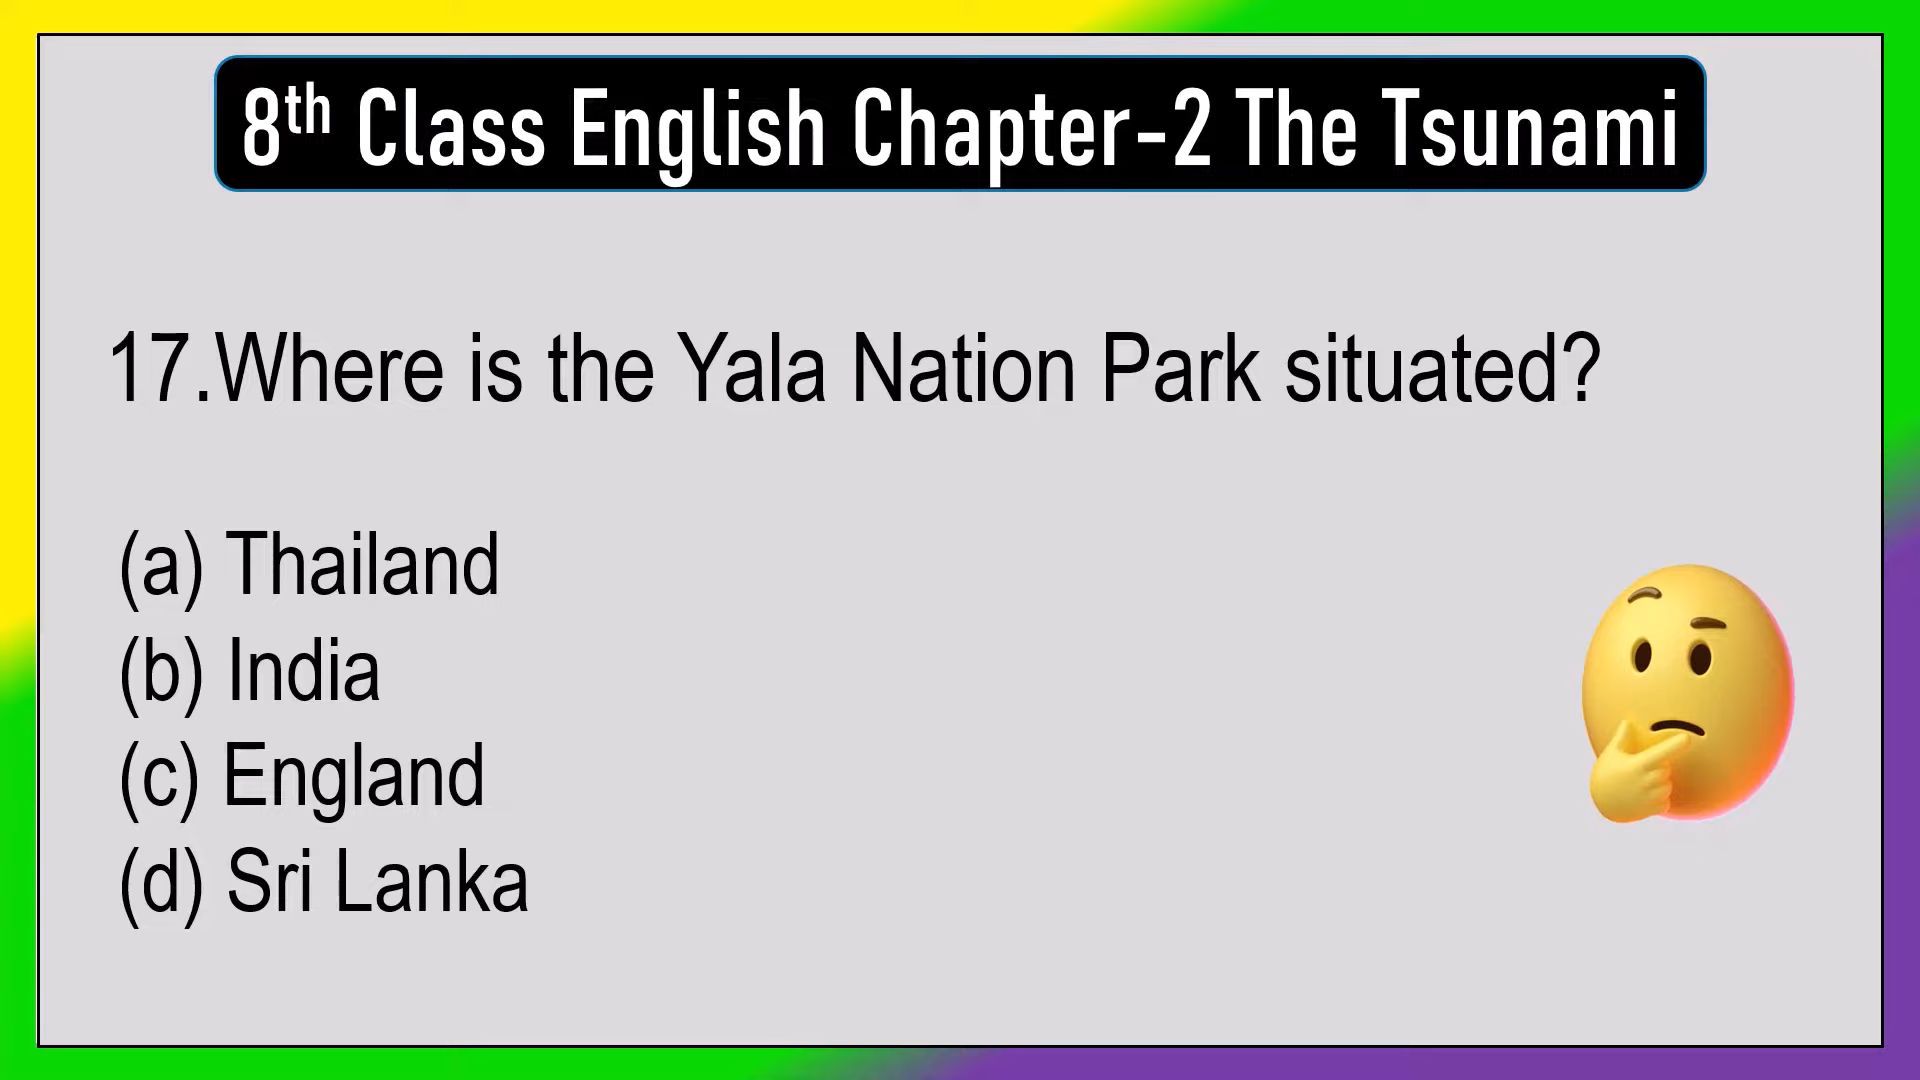 8th Class English Chapter-2 The Tsunami
17.Where is the Yala Nation Park situated?
(a) Thailand
(b) India
(c) England
(d) Sri Lanka